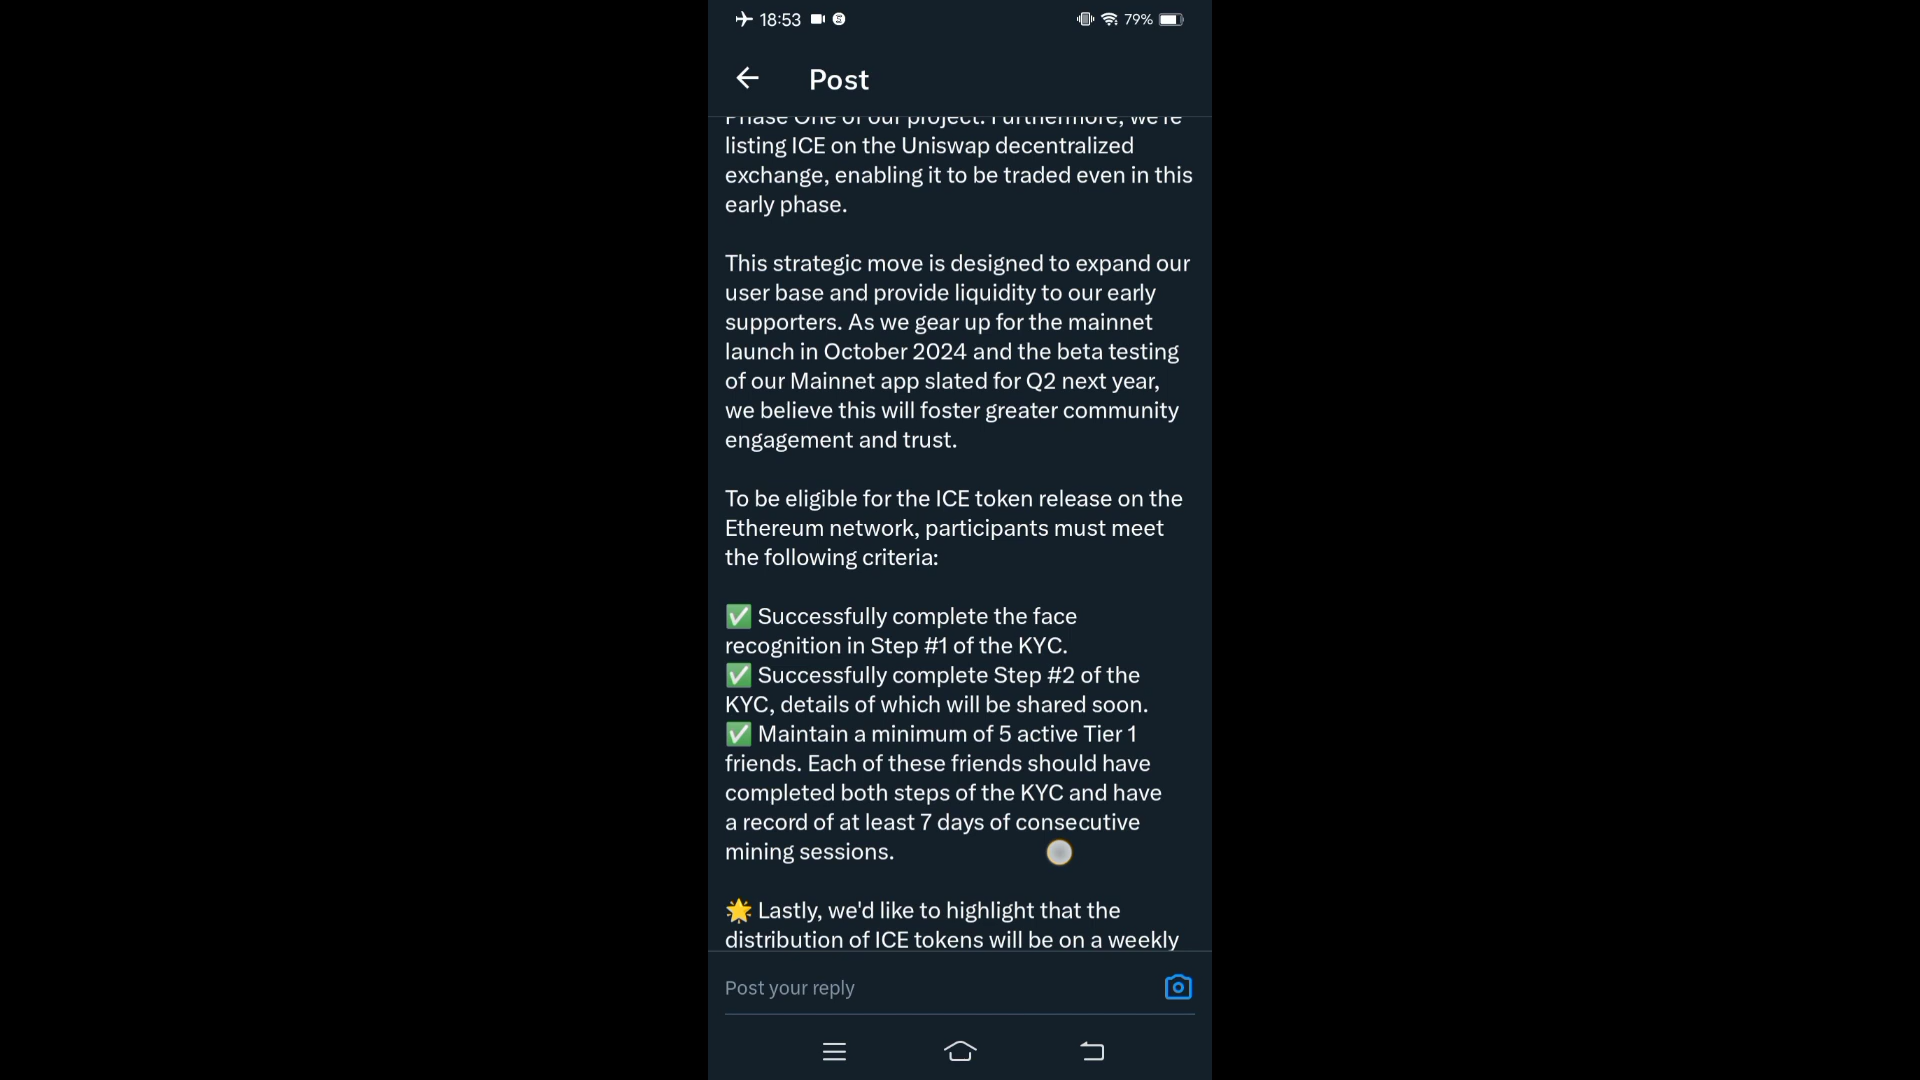 18:53
79%
Post
Phase One of our project. Furthermore, we're
listing ICE on the Uniswap decentralized
exchange, enabling it to be traded even in this
early phase.
This strategic move is designed to expand our
user base and provide liquidity to our early
supporters. As we gear up for the mainnet
launch in October 2024 and the beta testing
of our Mainnet app slated for Q2 next year,
we believe this will foster greater community
engagement and trust.
To be eligible for the ICE token release on the
Ethereum network, participants must meet
the following criteria:
✅ Successfully complete the face
recognition in Step #1 of the KYC.
✅ Successfully complete Step #2 of the
KYC, details of which will be shared soon.
✅ Maintain a minimum of 5 active Tier 1
friends. Each of these friends should have
completed both steps of the KYC and have
a record of at least 7 days of consecutive
mining sessions.
🌟 Lastly, we'd like to highlight that the
distribution of ICE tokens will be on a weekly
Post your reply